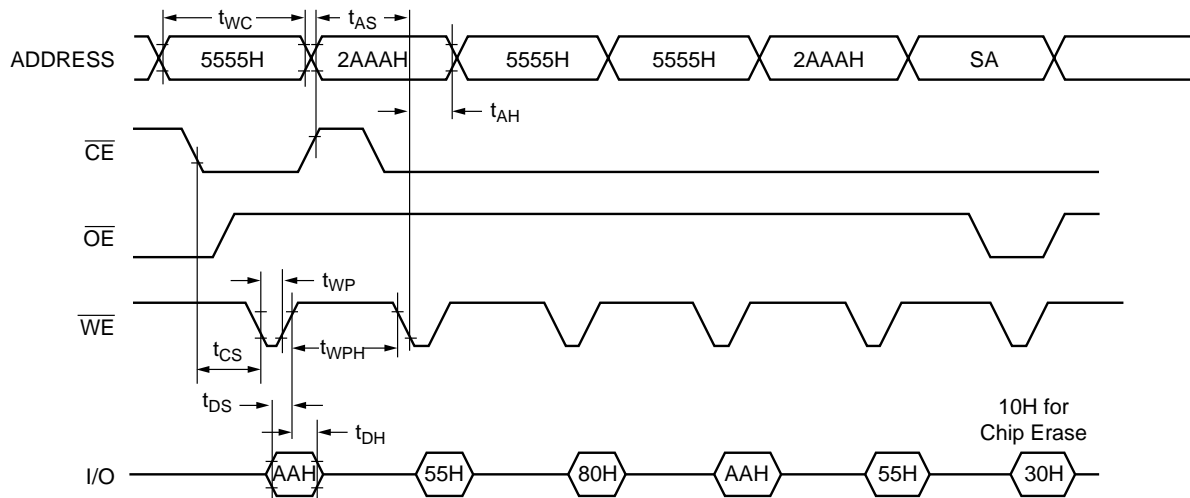 tWC tAS
ADDRESS 5555H 2AAAH 5555H 5555H 2AAAH SA
tAH
CE
OE
tWP
WE
tCS tWPH
tDS
tDH
10H for
Chip Erase
I/O AAH 55H 80H AAH 55H 30H